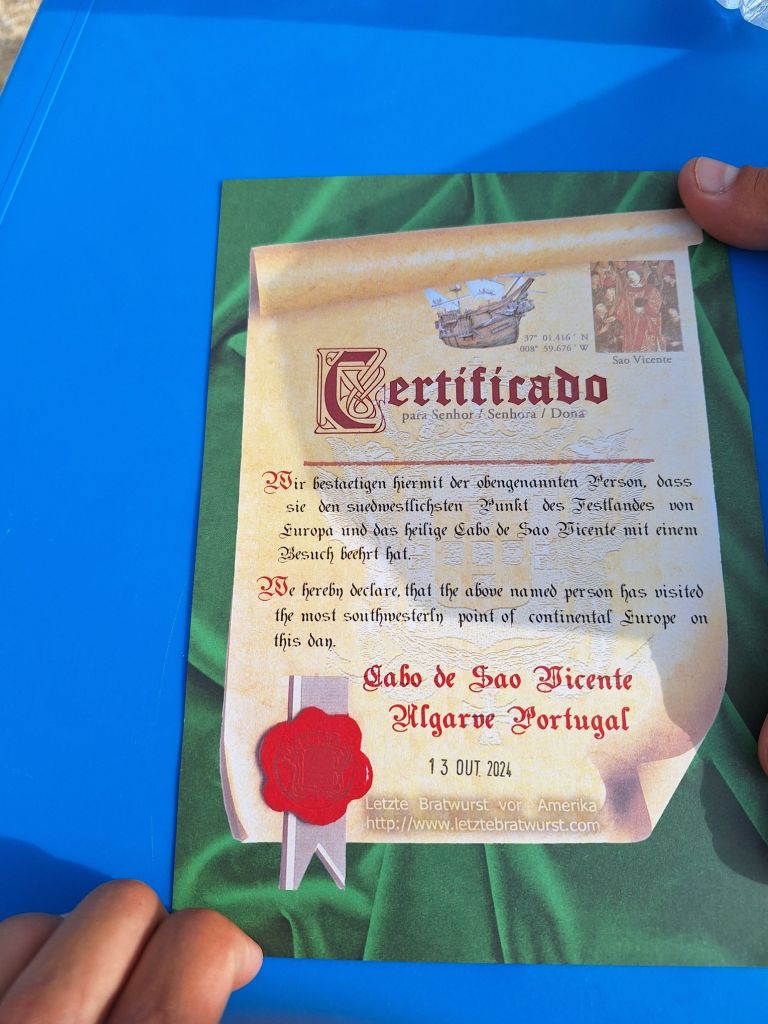 37° 01.416´ N
008° 59.676´ W
Sao Vicente
Certificado
para Senhor / Senhora / Dona
Wir bestaetigen hiermit der obengenannten Person, dass
sie den suedwestlichsten Punkt des Festlandes von
Europa und das heilige Cabo de Sao Vicente mit einem
Besuch beehrt hat.
We hereby declare, that the above named person has visited
the most southwesterly point of continental Europe on
this day.
Cabo de Sao Vicente
Algarve Portugal
13 OUT. 2024
Letzte Bratwurst vor Amerika
http://www.letztebratwurst.com